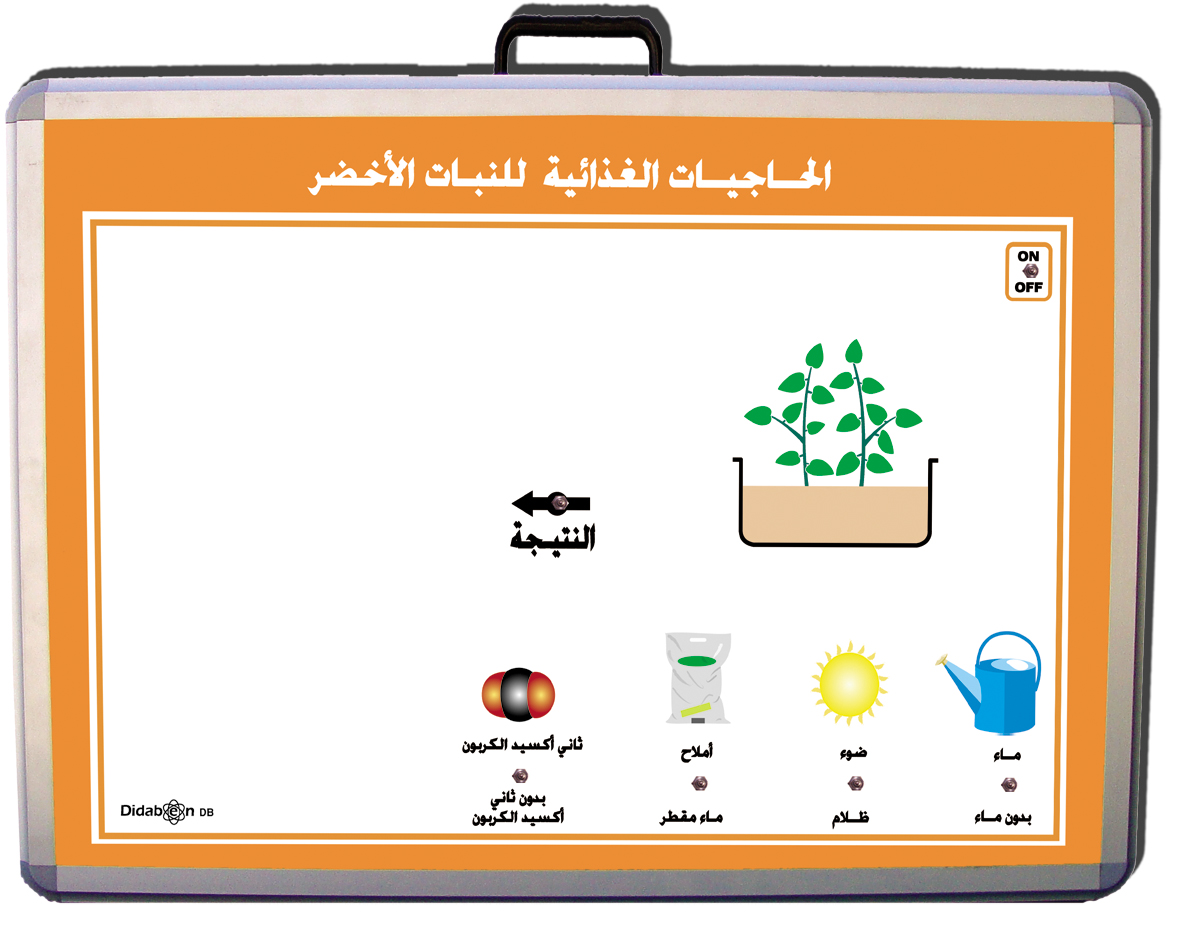 الحاجيات الغذائية للنبات الأخضر
ON
OFF
النتيجة
ماء
ضوء
أملاح
ثاني أكسيد الكربون
بدون ماء
ظلام
ماء مقطر
بدون ثاني
أكسيد الكربون
Didaben DB